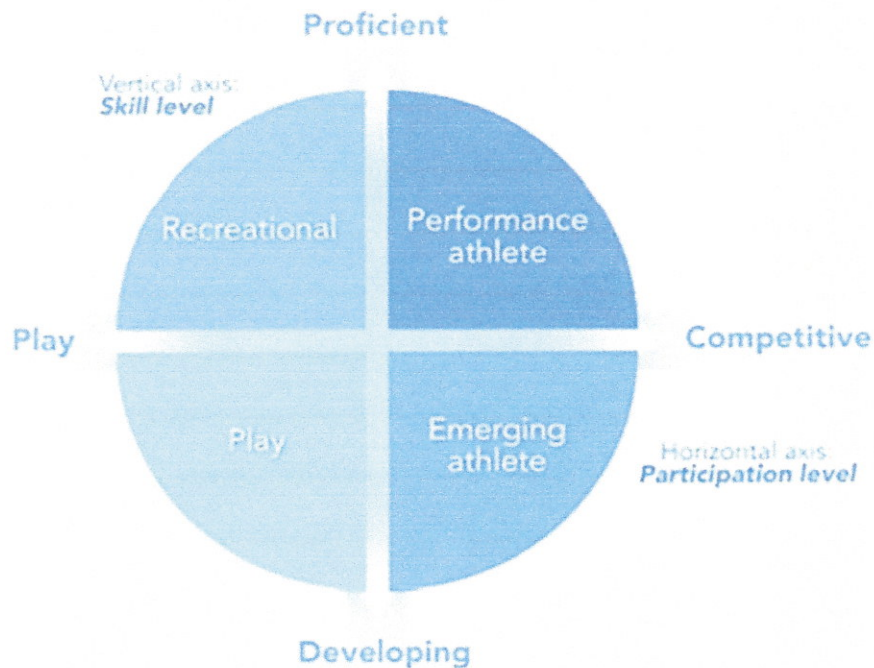 Proficient
Vertical axis:
Skill level
Recreational
Performance
athlete
Play
Competitive
Play
Emerging
athlete
Horizontal axis:
Participation level
Developing